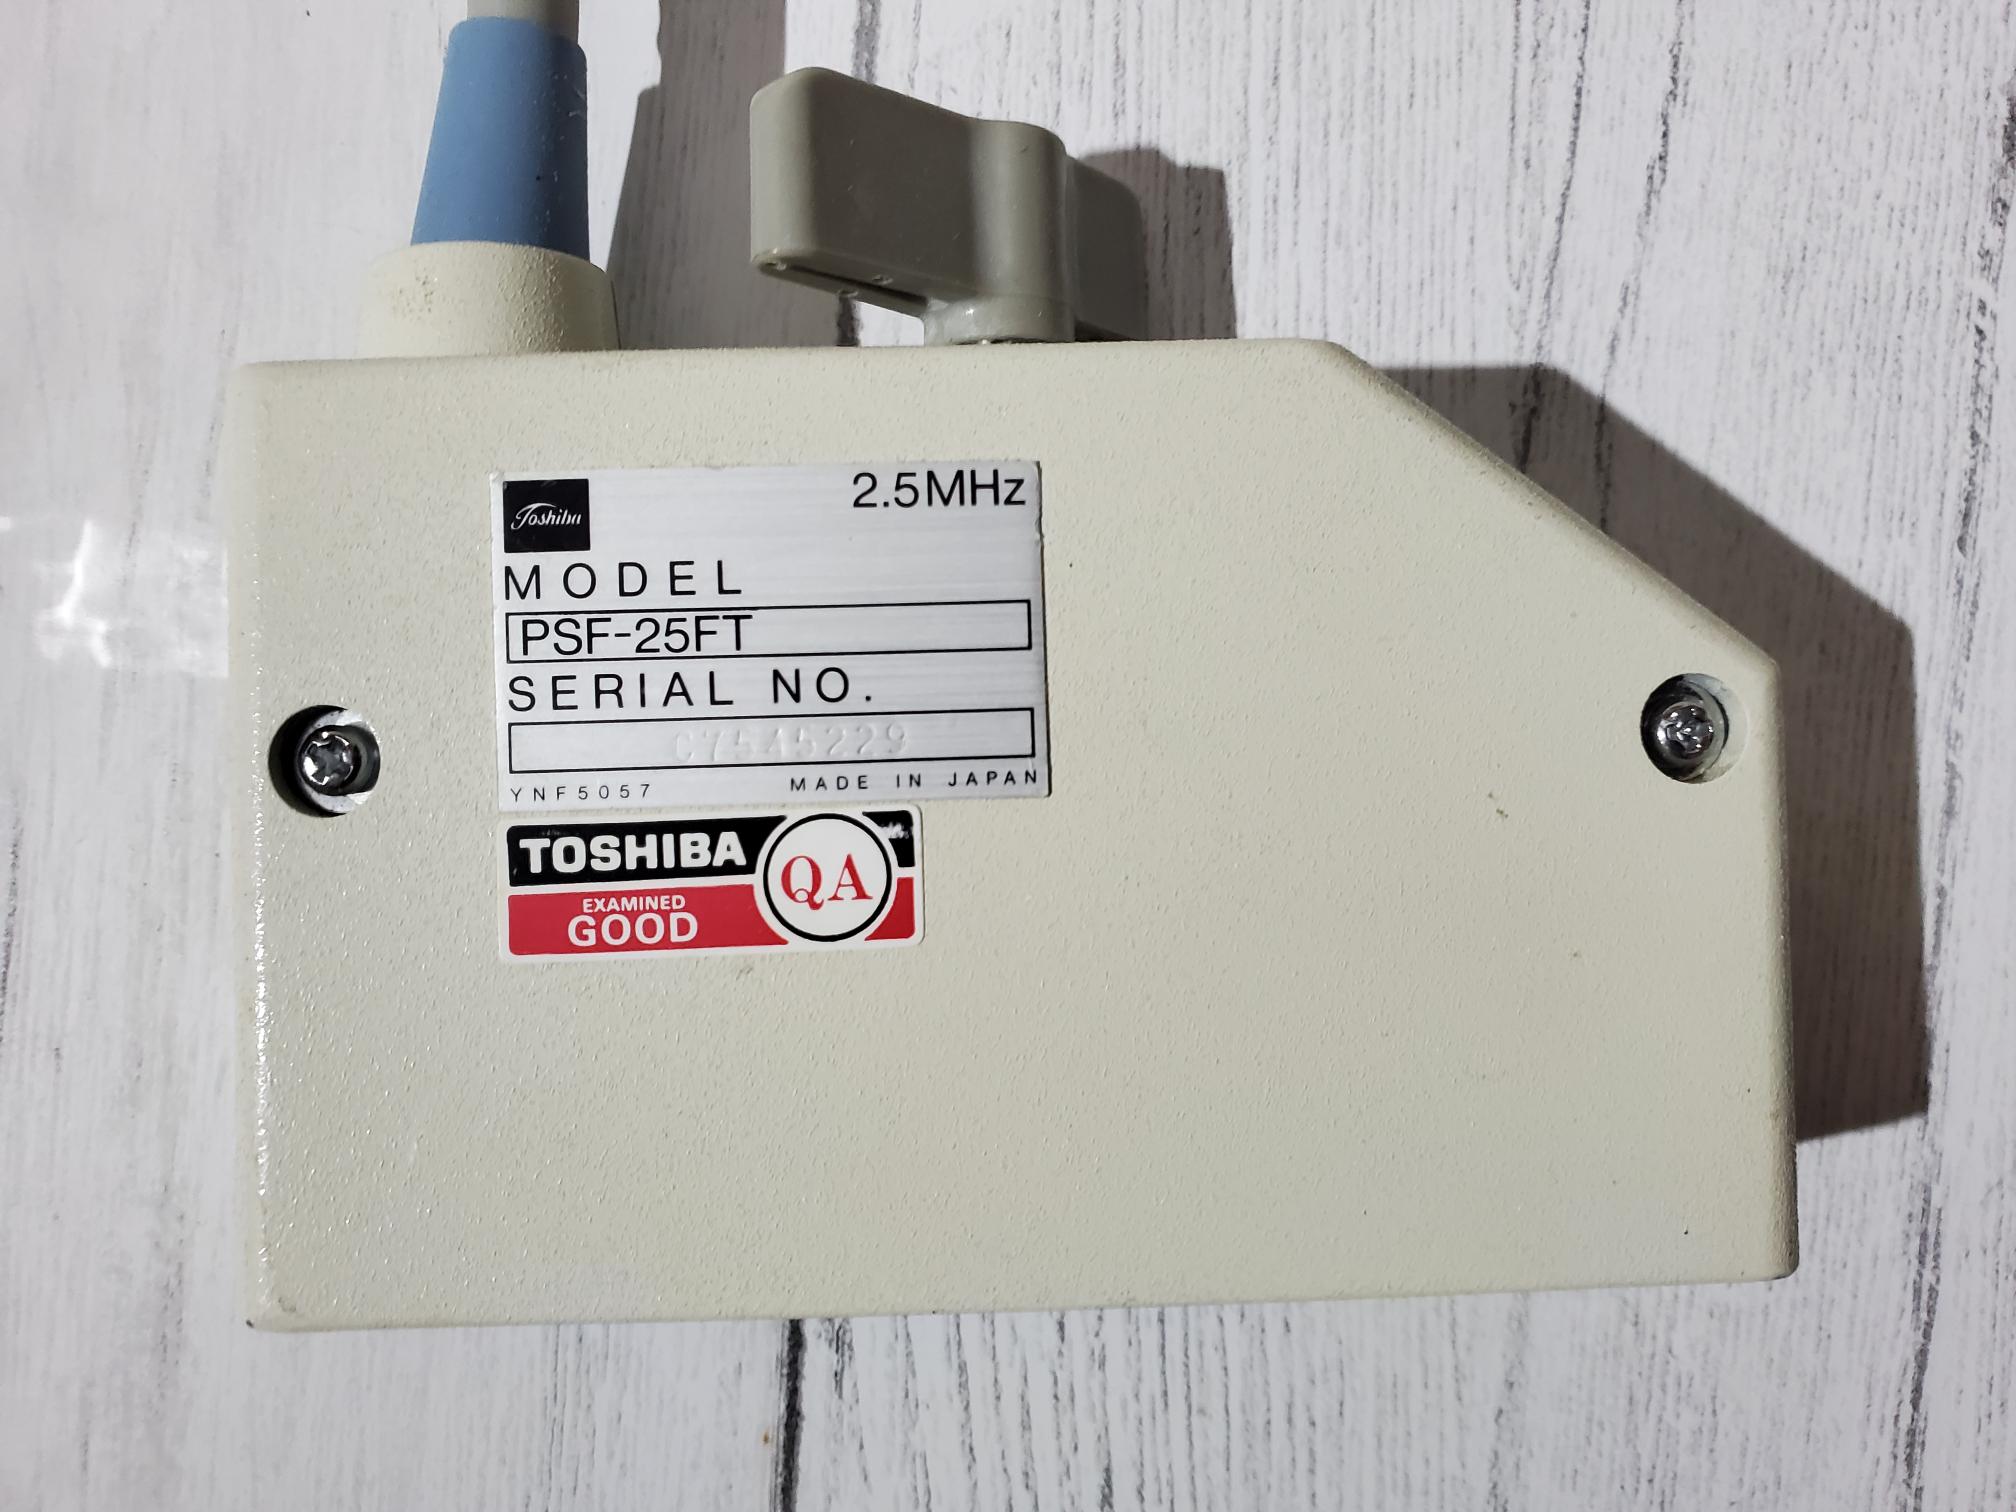 Toshiba 2.5MHz
MODEL
PSF-25FT
SERIAL NO.
C7545229
YNF5057 MADE IN JAPAN
TOSHIBA QA
EXAMINED
GOOD